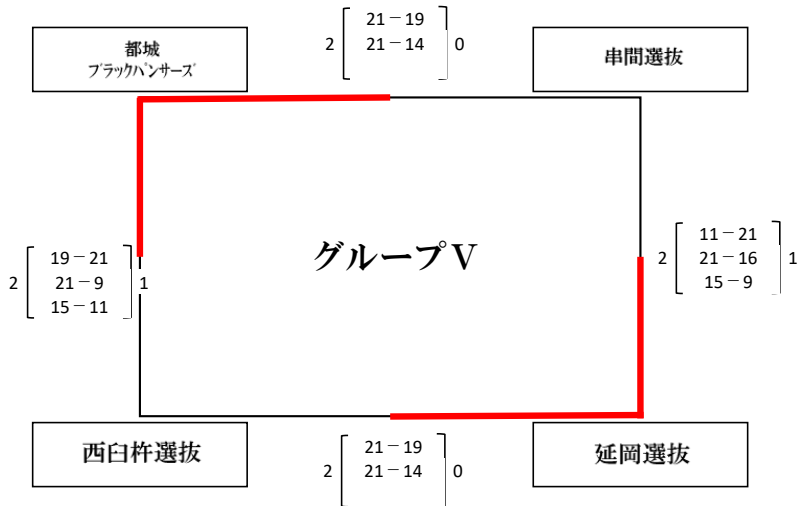 21－19
2 21－14 0
都城
ブラックパンサーズ
串間選抜
19－21
2 21－9 1
15－11
グループⅤ
11－21
2 21－16 1
15－9
西臼杵選抜
21－19
2 21－14 0
延岡選抜